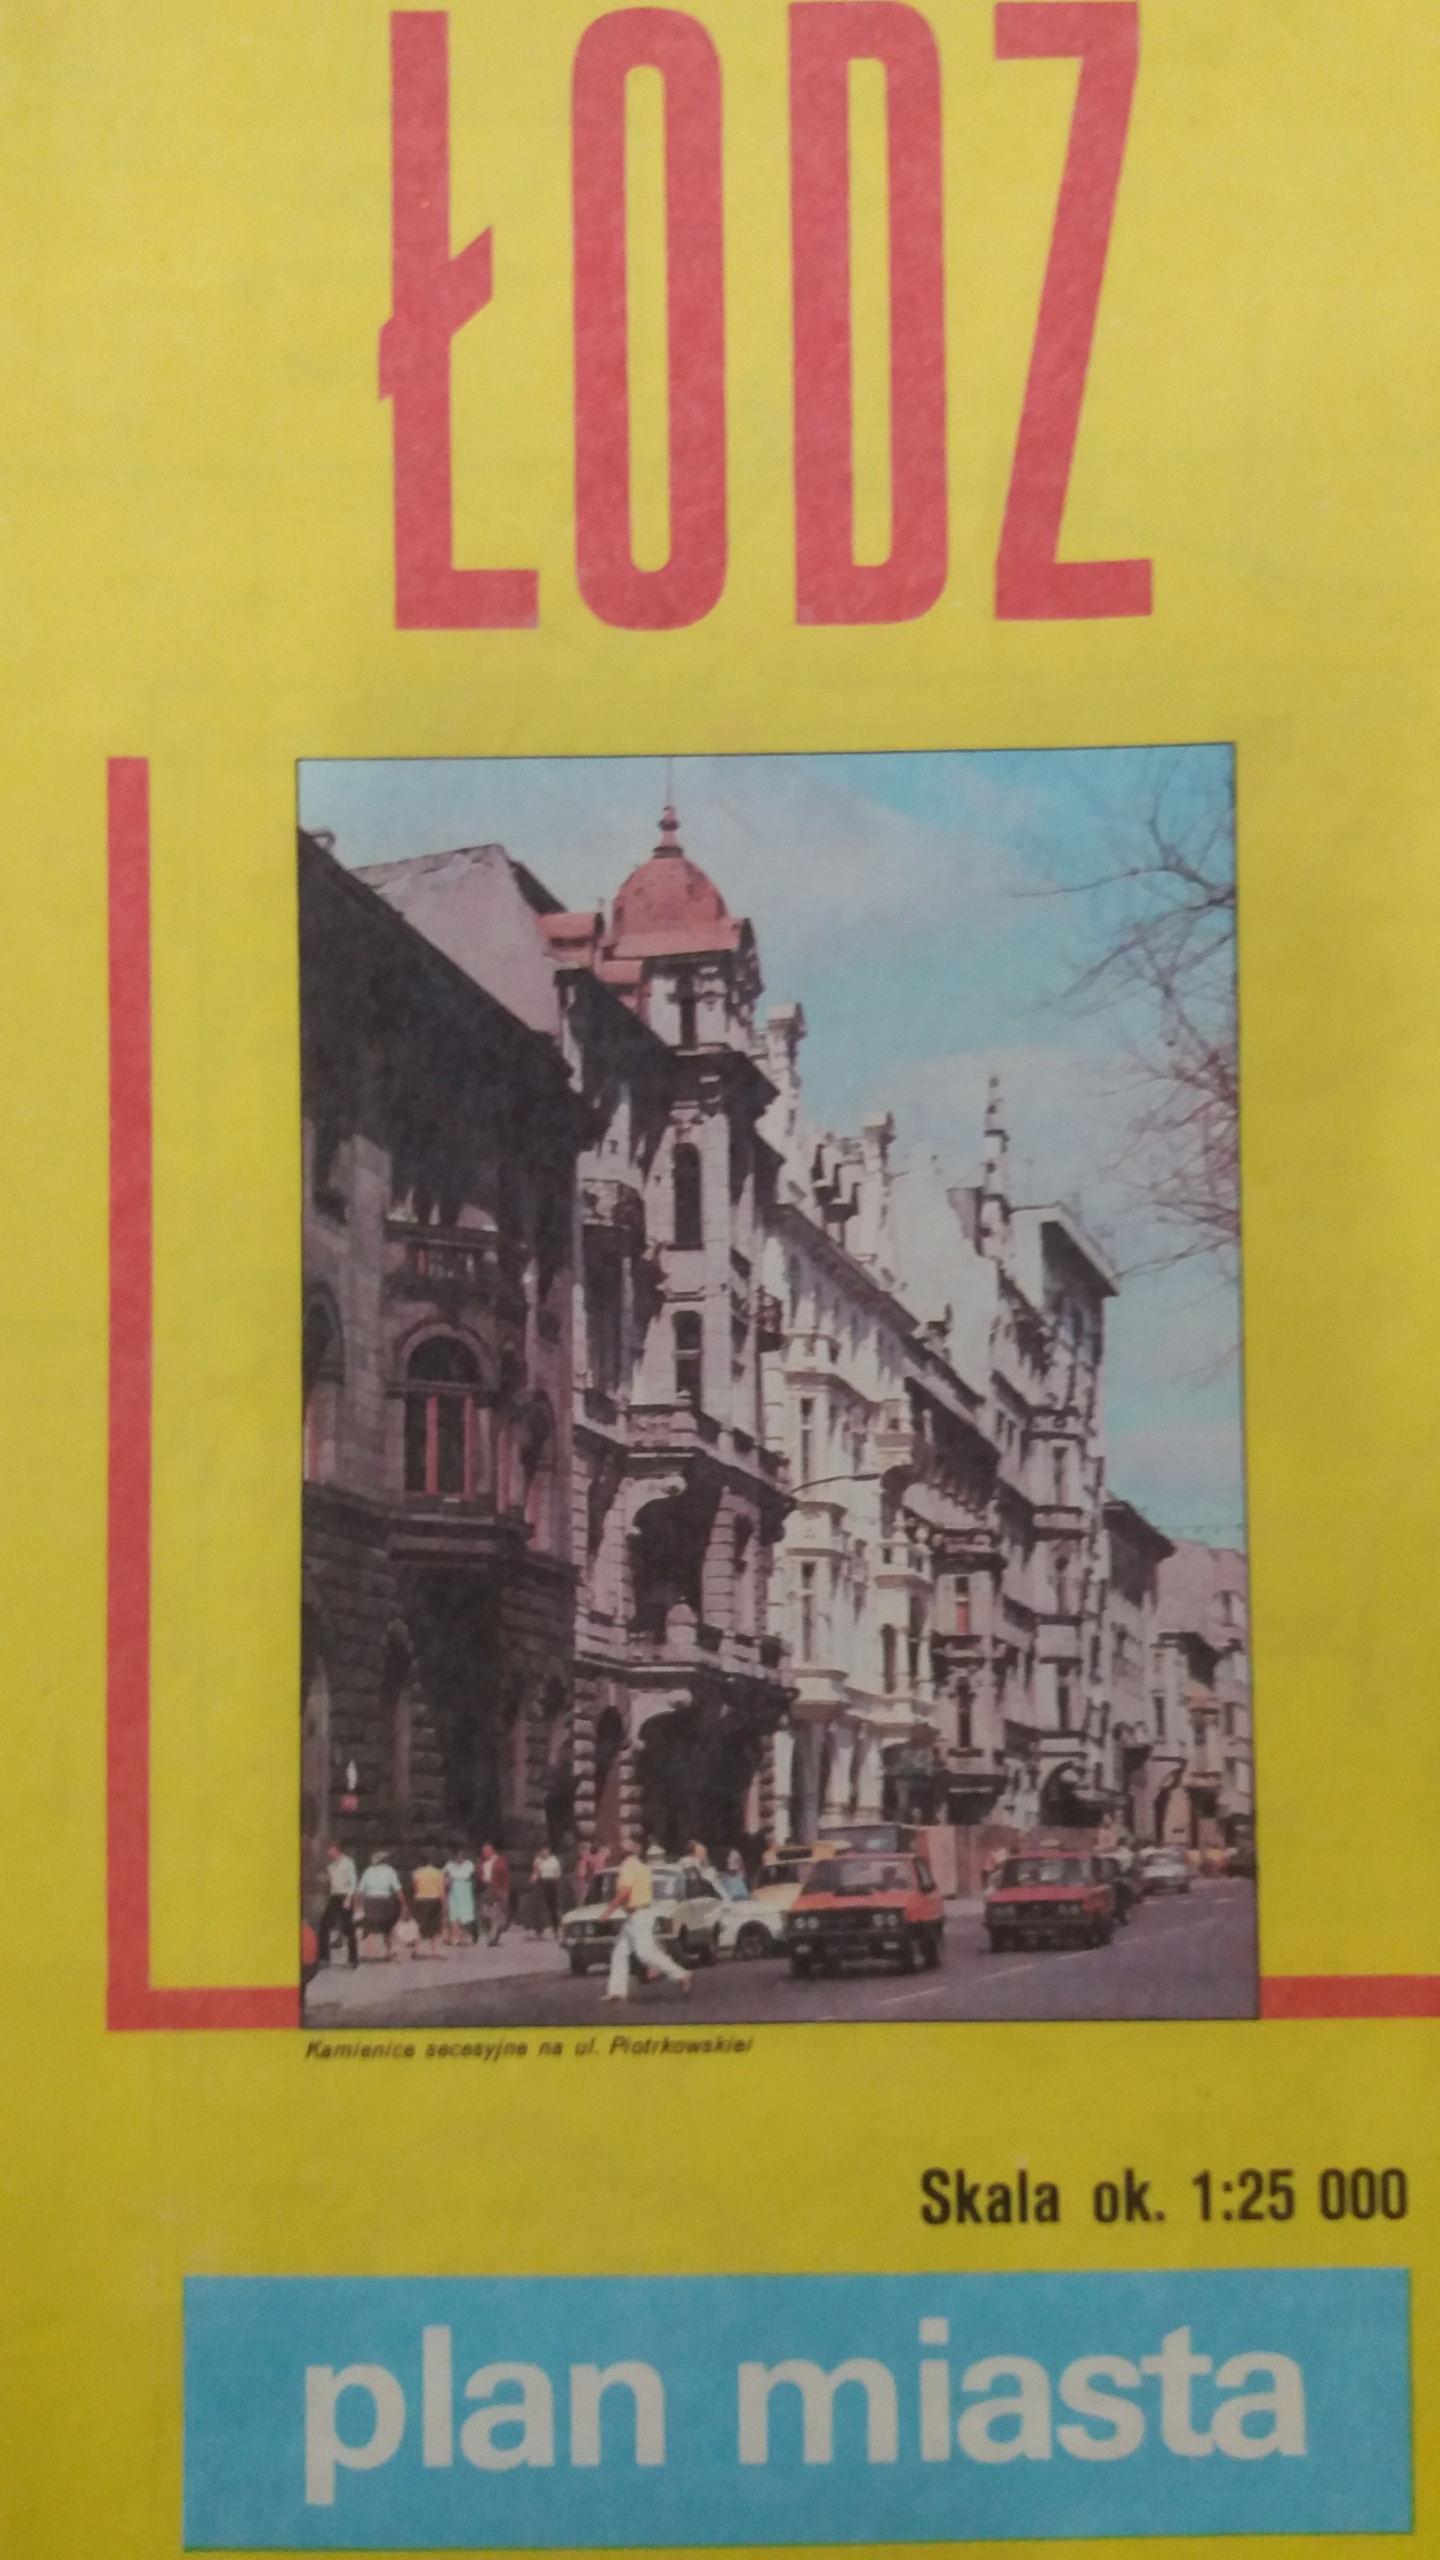 ŁODZ
Kamienice secesyjne na ul. Piotrkowskiej
Skala ok. 1:25 000
plan miasta